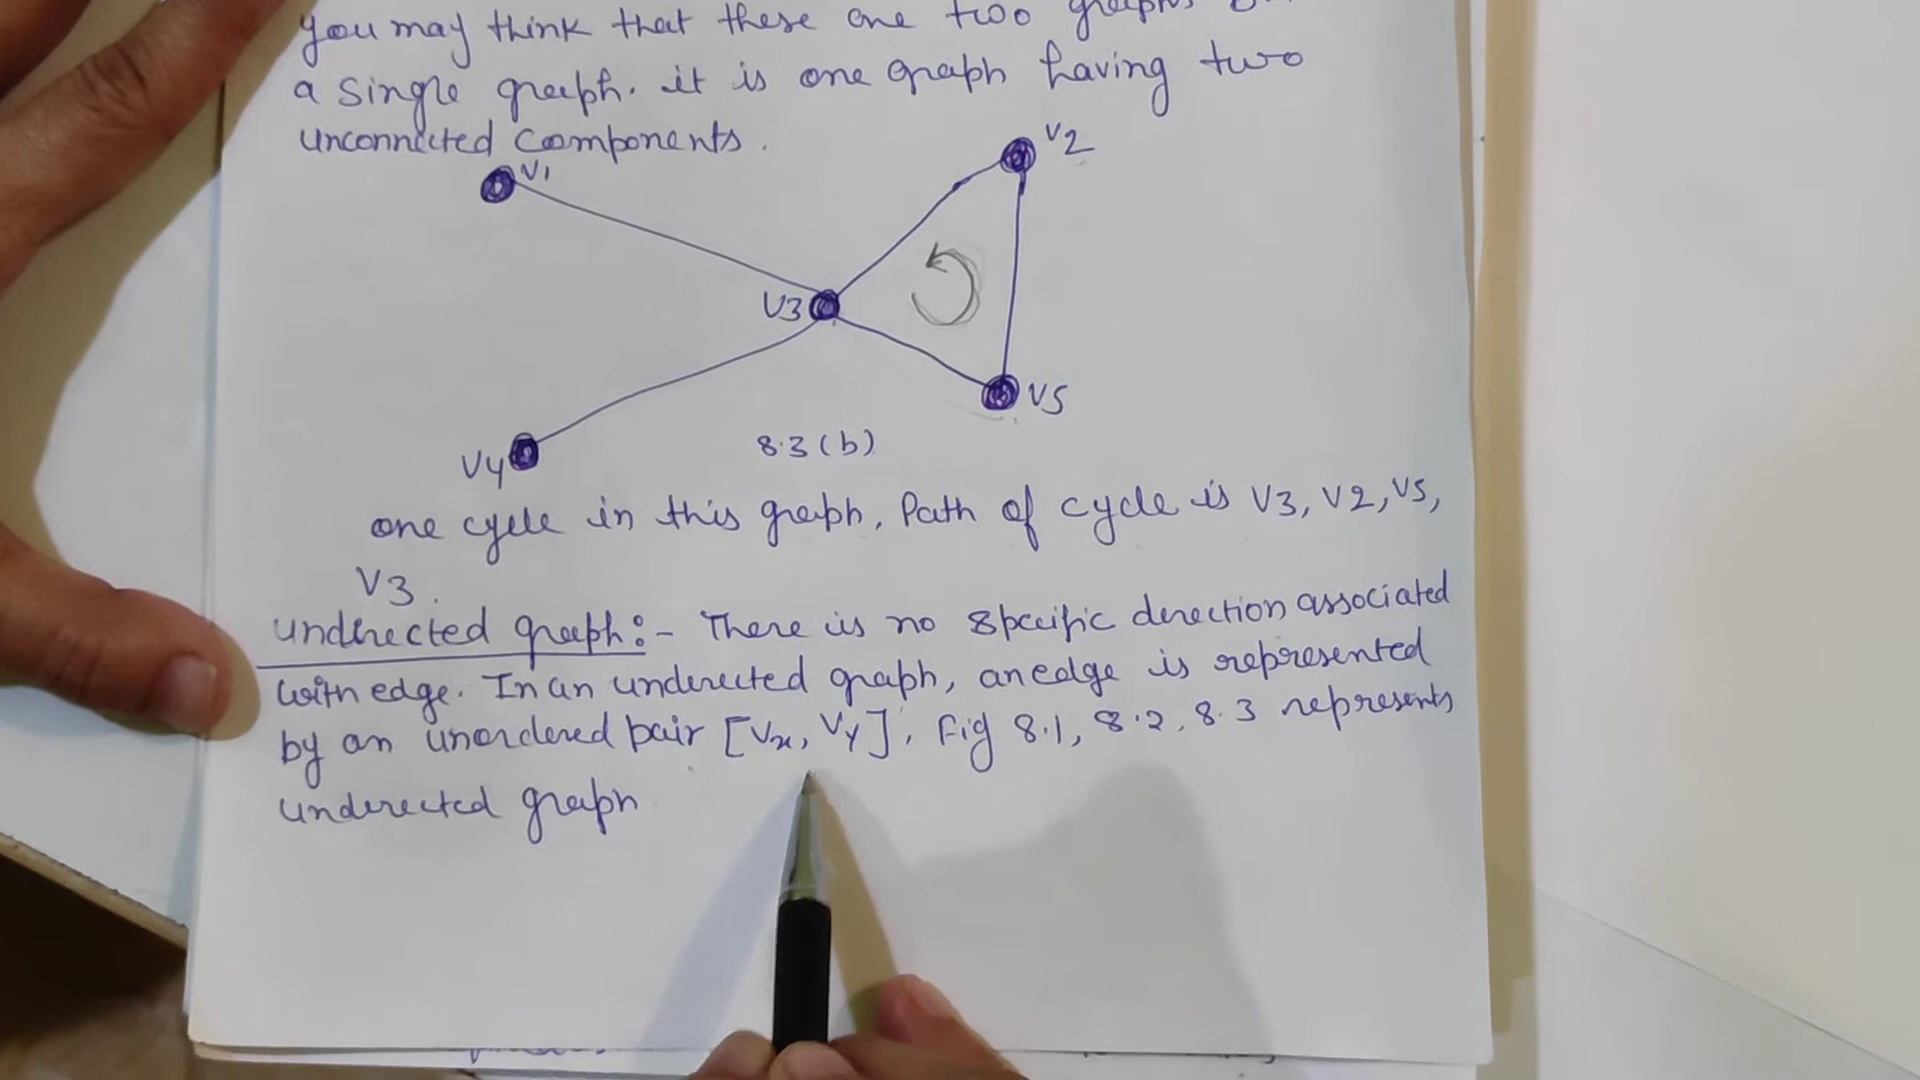 you may think that these one two graphs
a single graph. it is one graph having two
unconnected components.
V1
V2
V3
V5
V4
8.3 (b)
one cycle in this graph, Path of cycle is V3, V2, V5,
V3.
undirected graph:- There is no specific direction associated
with edge. In an undirected graph, an edge is represented
by an unordered pair [Vx, Vy], Fig 8.1, 8.2, 8.3 represents
undirected graph